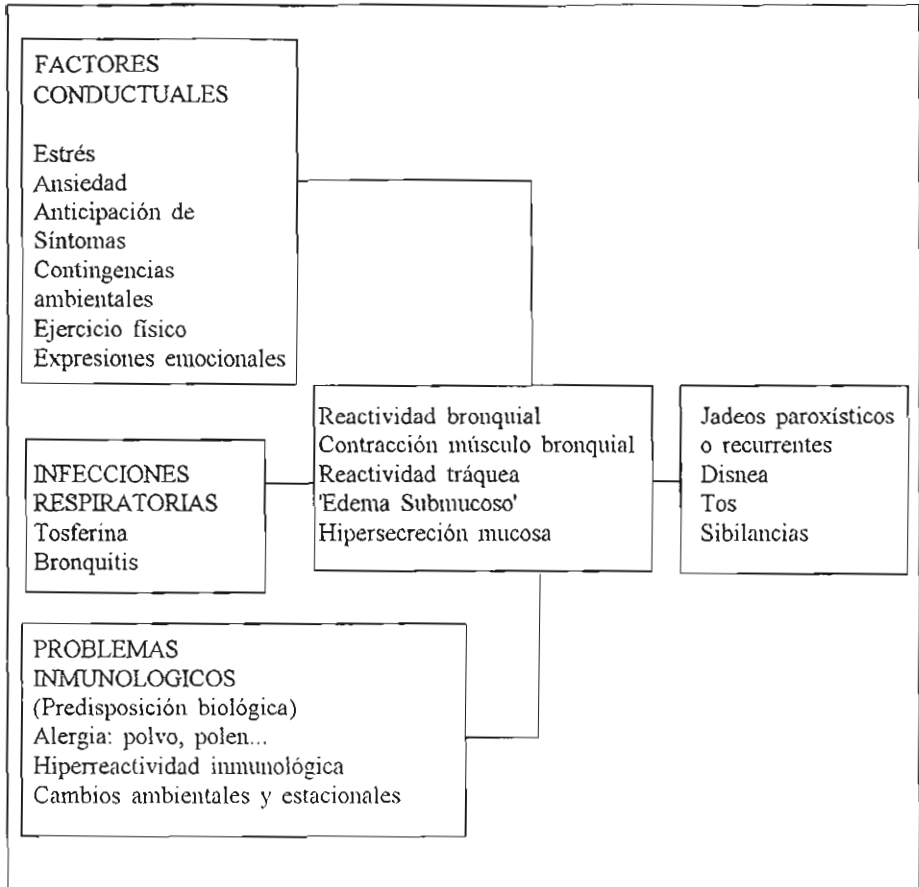 FACTORES
CONDUCTUALES
Estrés
Ansiedad
Anticipación de
Síntomas
Contingencias
ambientales
Ejercicio físico
Expresiones emocionales
INFECCIONES
RESPIRATORIAS
Tosferina
Bronquitis
PROBLEMAS
INMUNOLOGICOS
(Predisposición biológica)
Alergia: polvo, polen...
Hiperreactividad inmunológica
Cambios ambientales y estacionales
Reactividad bronquial
Contracción músculo bronquial
Reactividad tráquea
'Edema Submucoso'
Hipersecreción mucosa
Jadeos paroxísticos
o recurrentes
Disnea
Tos
Sibilancias